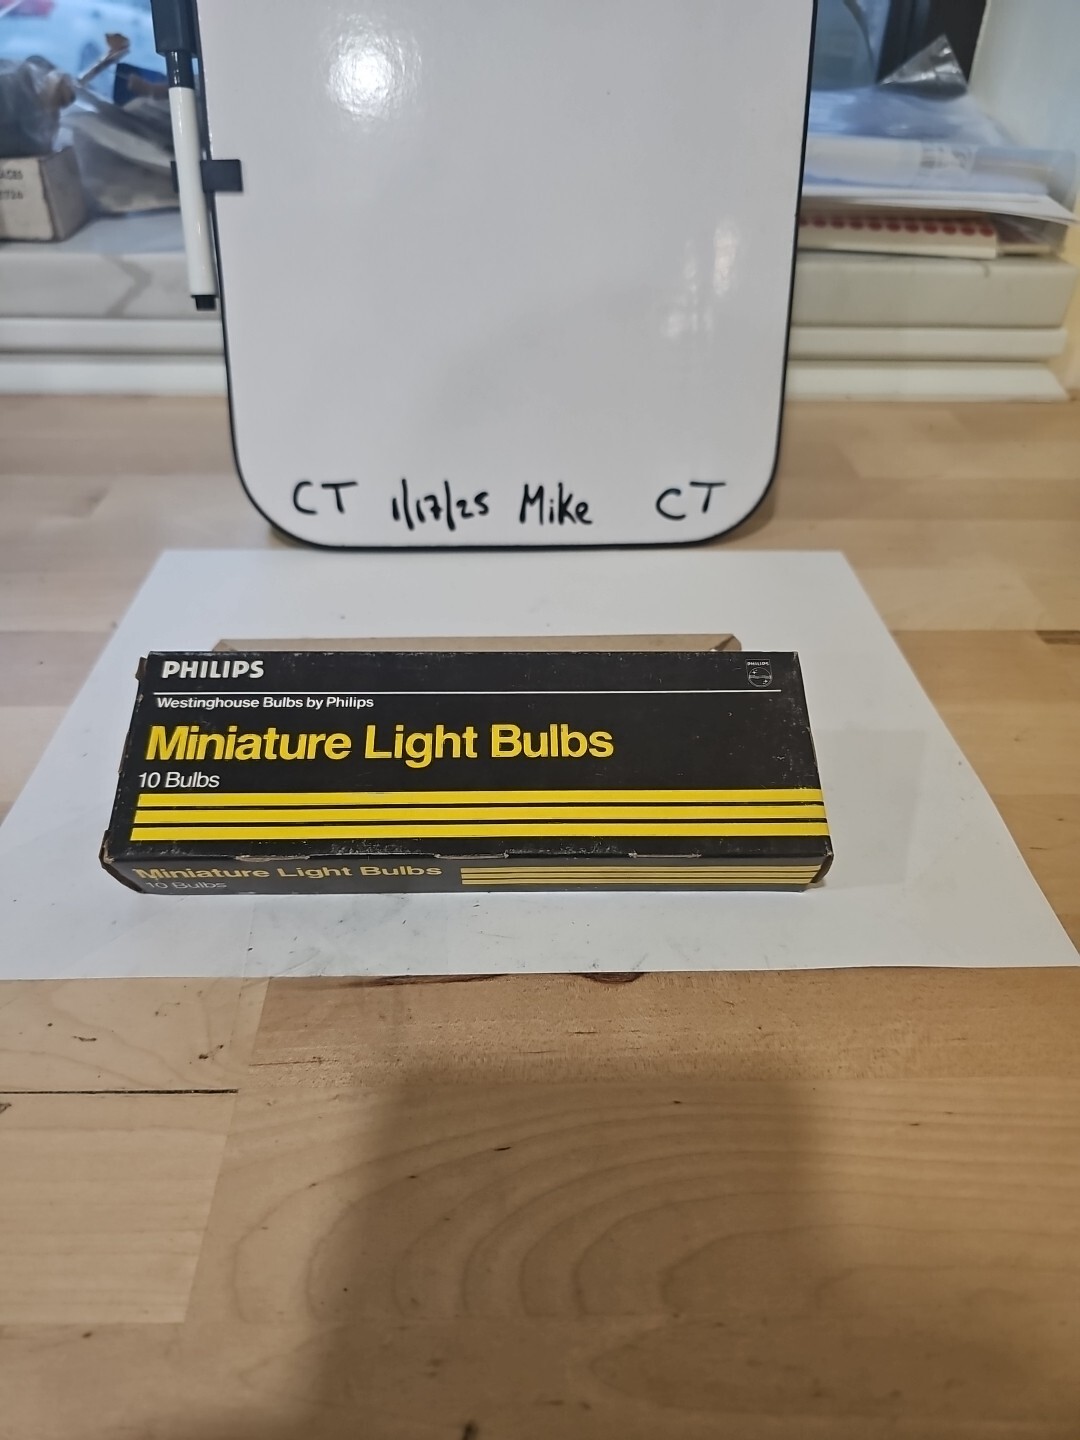 CT 1/17/25 Mike CT
PHILIPS
PHILIPS
Westinghouse Bulbs by Philips
Miniature Light Bulbs
10 Bulbs
Miniature Light Bulbs
10 Bulbs